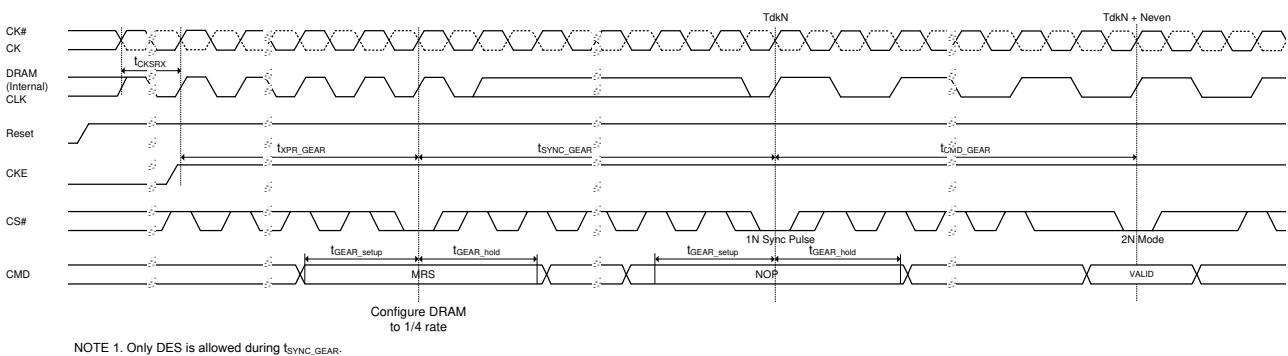 TdkN
TdkN + Neven
CK#
CK
tCKSRX
DRAM
(Internal)
CLK
Reset
tXPR_GEAR
tSYNC_GEAR
tCMD_GEAR
CKE
CS#
1N Sync Pulse
2N Mode
tGEAR_setup
tGEAR_hold
tGEAR_setup
tGEAR_hold
CMD
MRS
NOP
VALID
Configure DRAM
to 1/4 rate
NOTE 1. Only DES is allowed during tSYNC_GEAR.